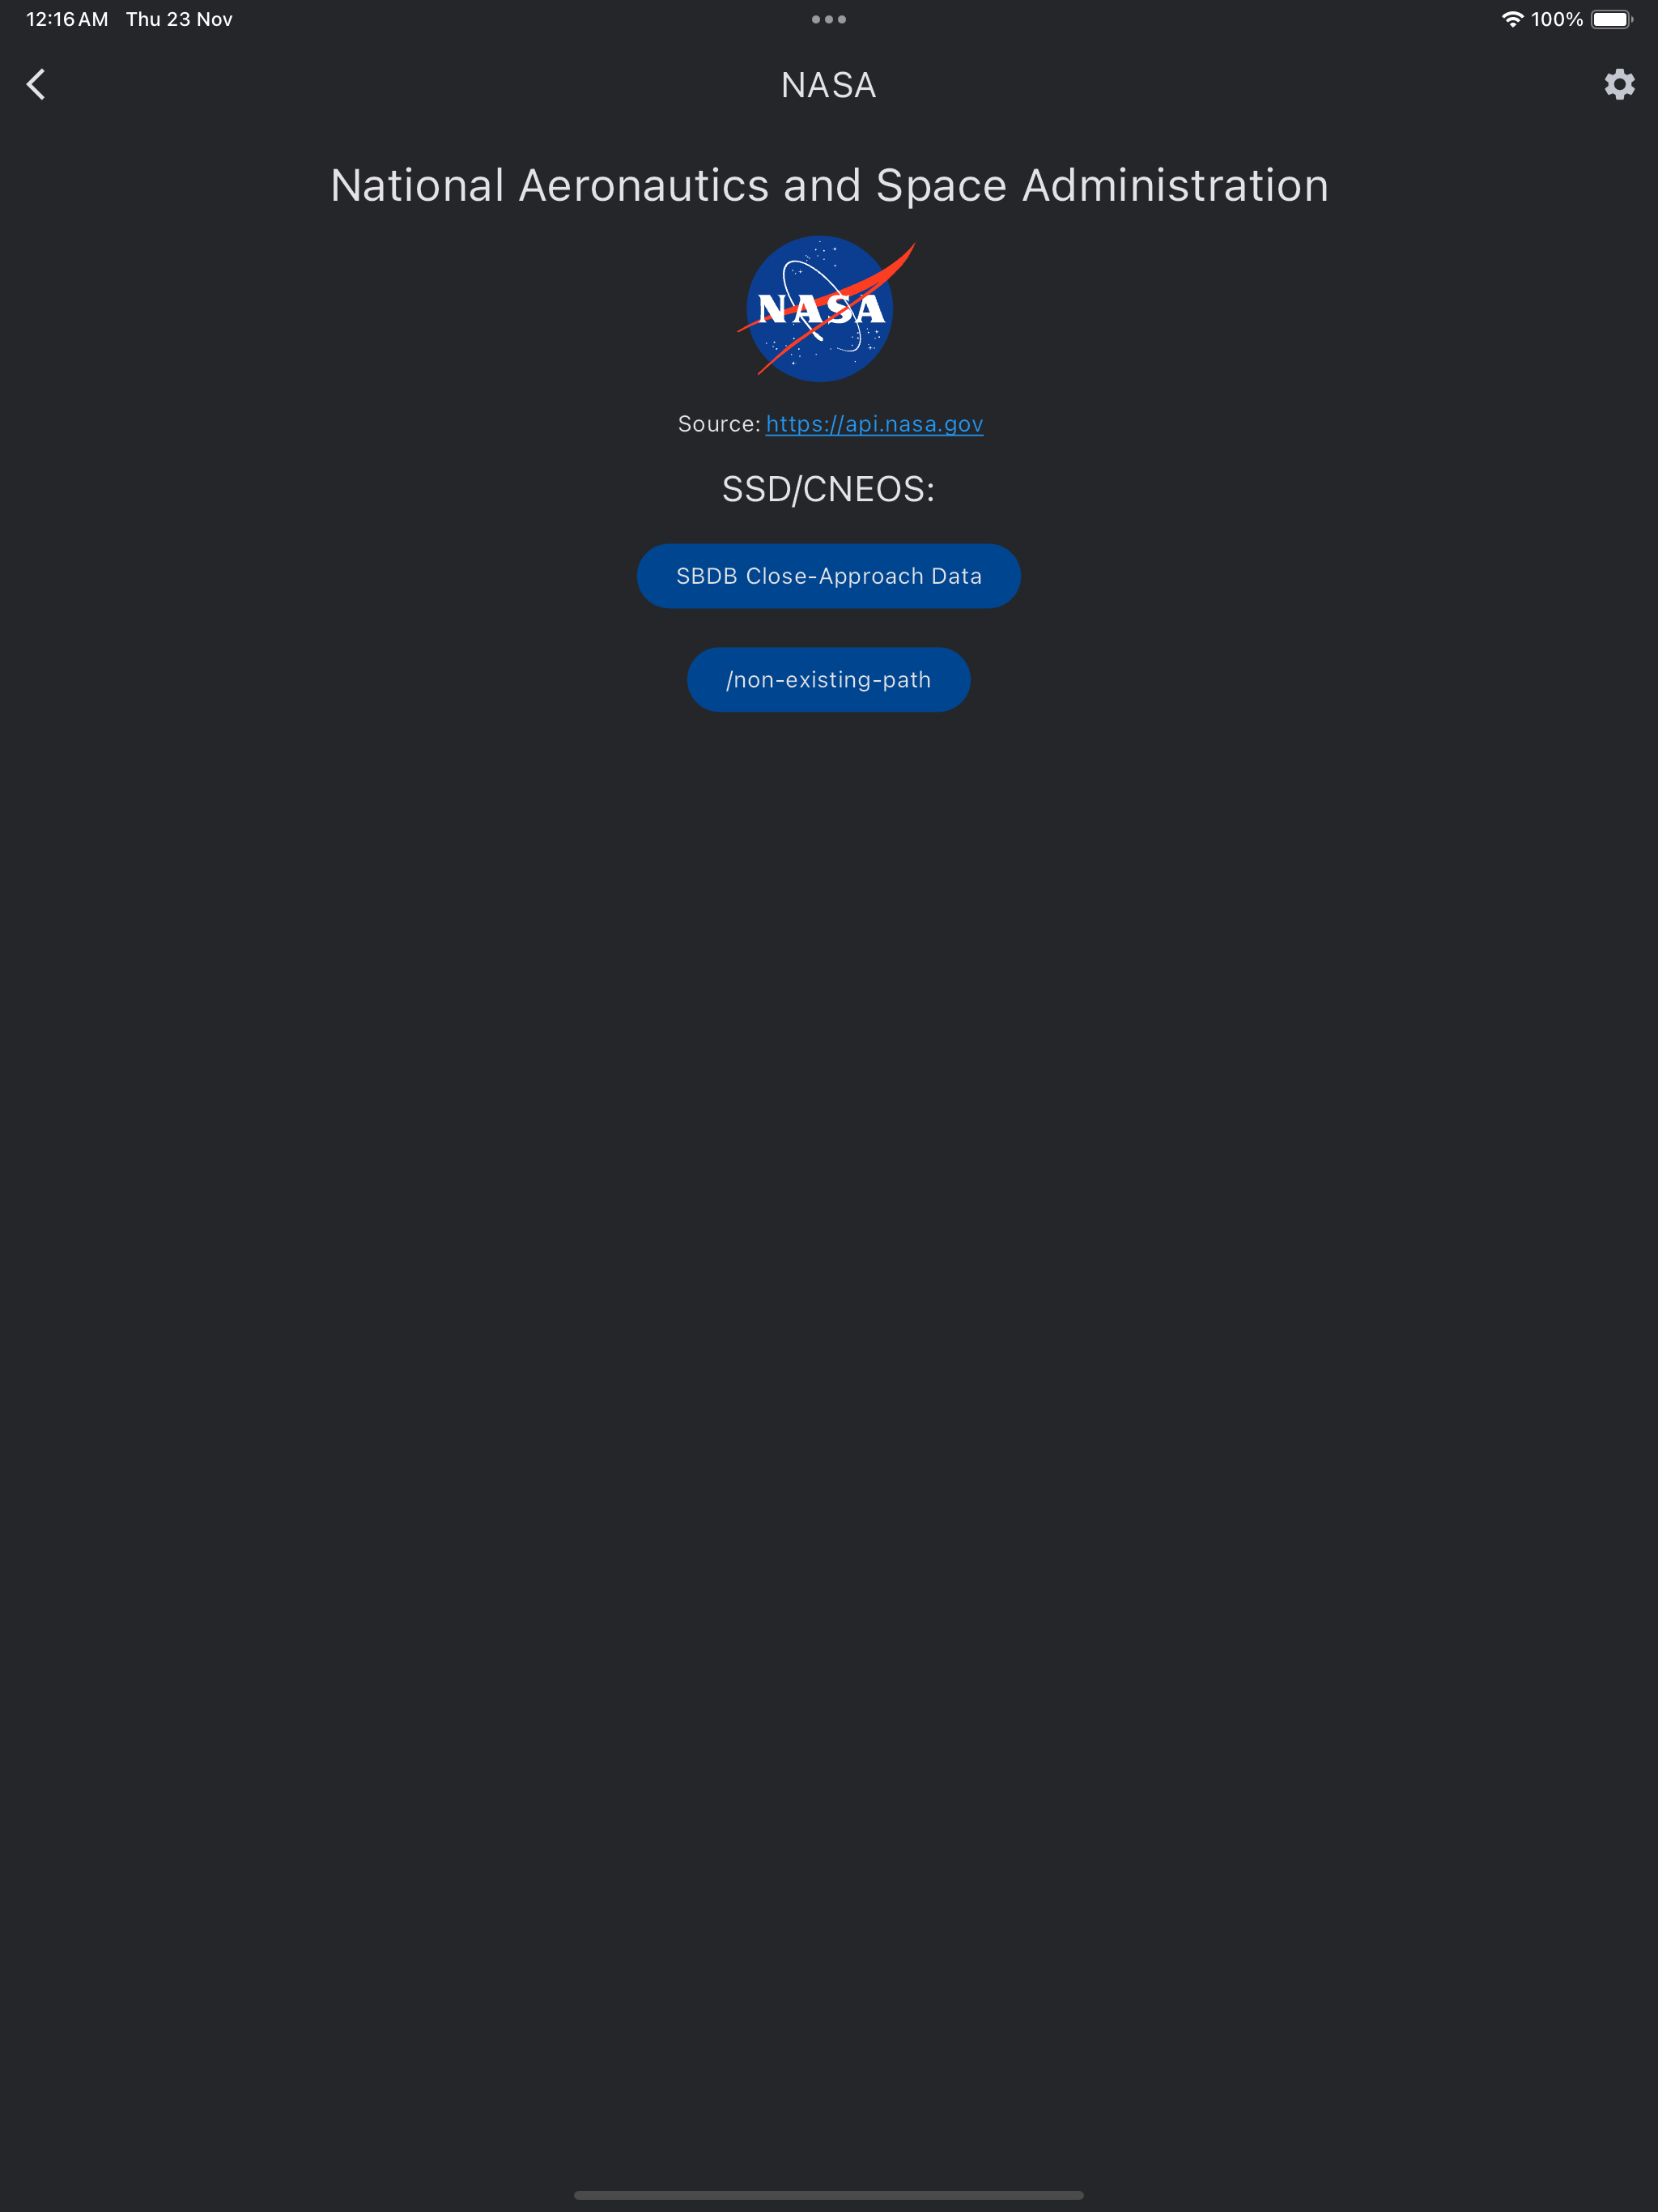 12:16 AM Thu 23 Nov
100%
NASA
National Aeronautics and Space Administration
NASA
Source: https://api.nasa.gov
SSD/CNEOS:
SBDB Close-Approach Data
/non-existing-path